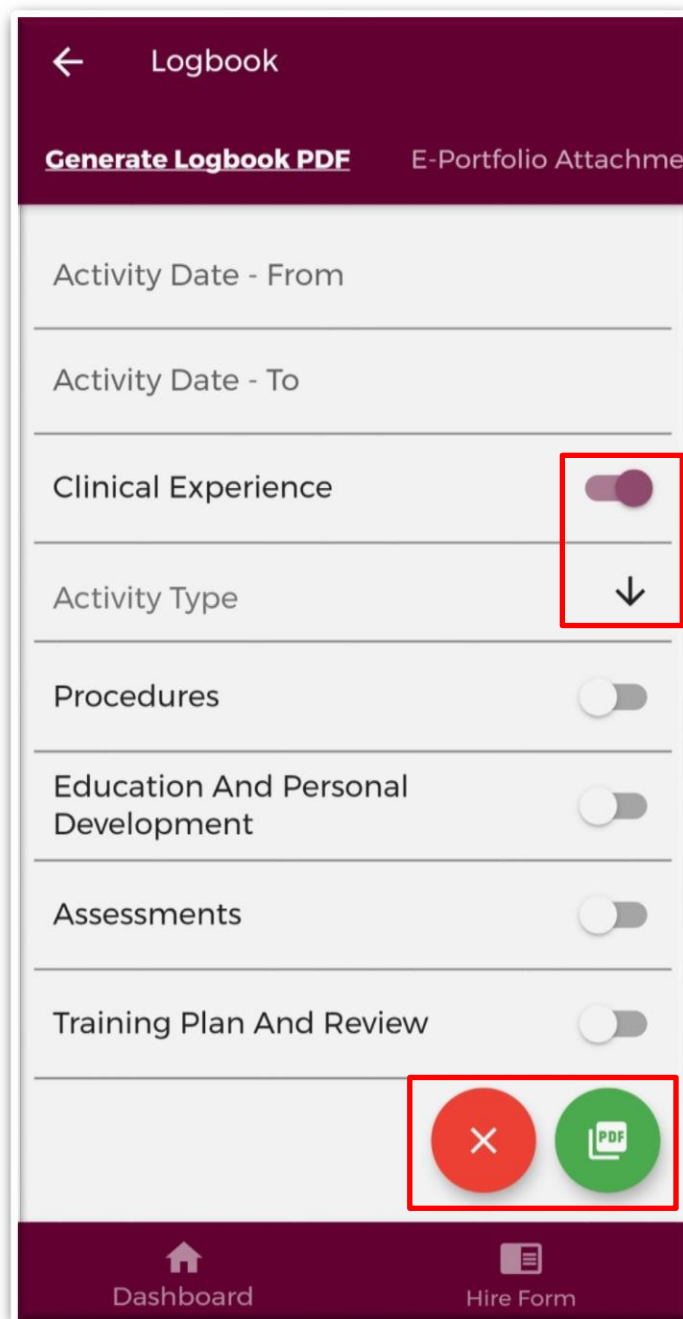 Logbook
Generate Logbook PDF E-Portfolio Attachme
Activity Date - From
Activity Date - To
Clinical Experience
Activity Type
Procedures
Education And Personal
Development
Assessments
Training Plan And Review
PDF
Dashboard Hire Form